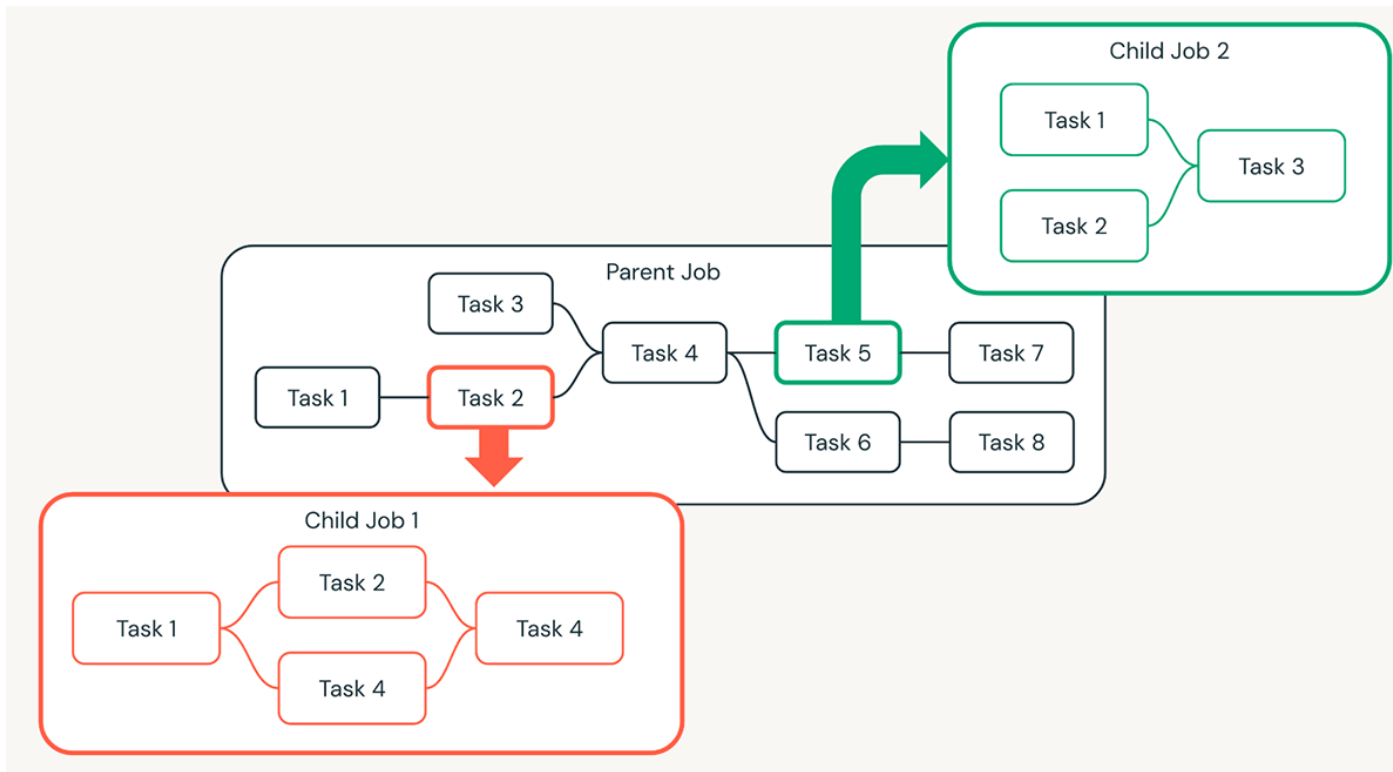 Child Job 2
Task 1
Task 2
Task 3
Parent Job
Task 3
Task 1
Task 2
Task 4
Task 5
Task 7
Task 6
Task 8
Child Job 1
Task 1
Task 2
Task 4
Task 4